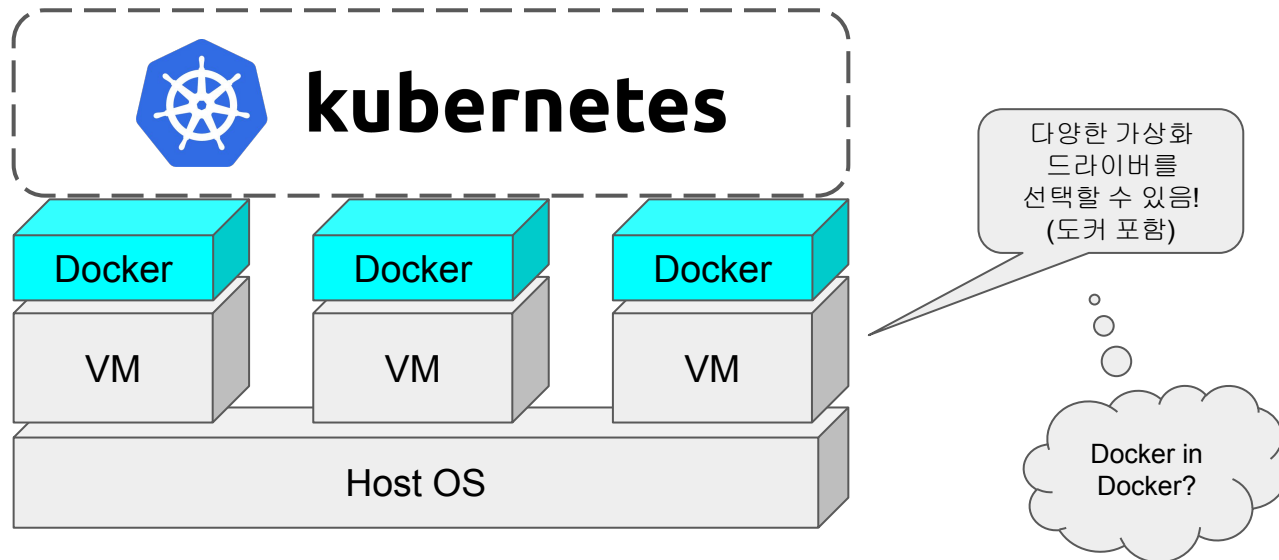 kubernetes
다양한 가상화
드라이버를
선택할 수 있음!
(도커 포함)
Docker
Docker
Docker
VM
VM
VM
Host OS
Docker in
Docker?